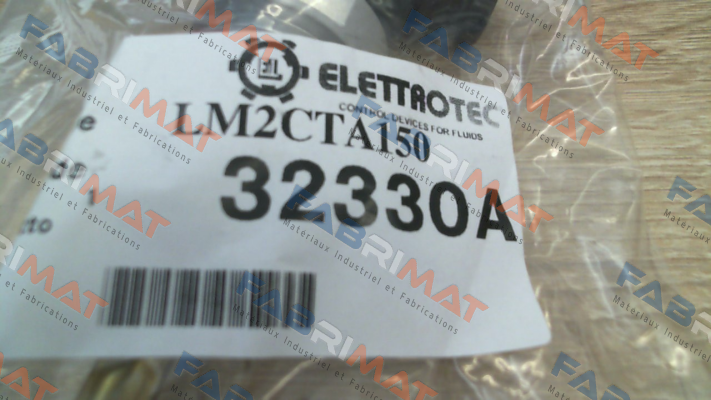 ELETTROTEC
CONTROL DEVICES FOR FLUIDS
LM2CTA150
32330A
FABRIMAT
Materiaux Industriel et Fabrications